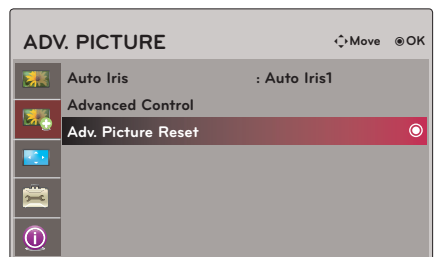 ADV. PICTURE Move OK
Auto Iris : Auto Iris1
Advanced Control
Adv. Picture Reset